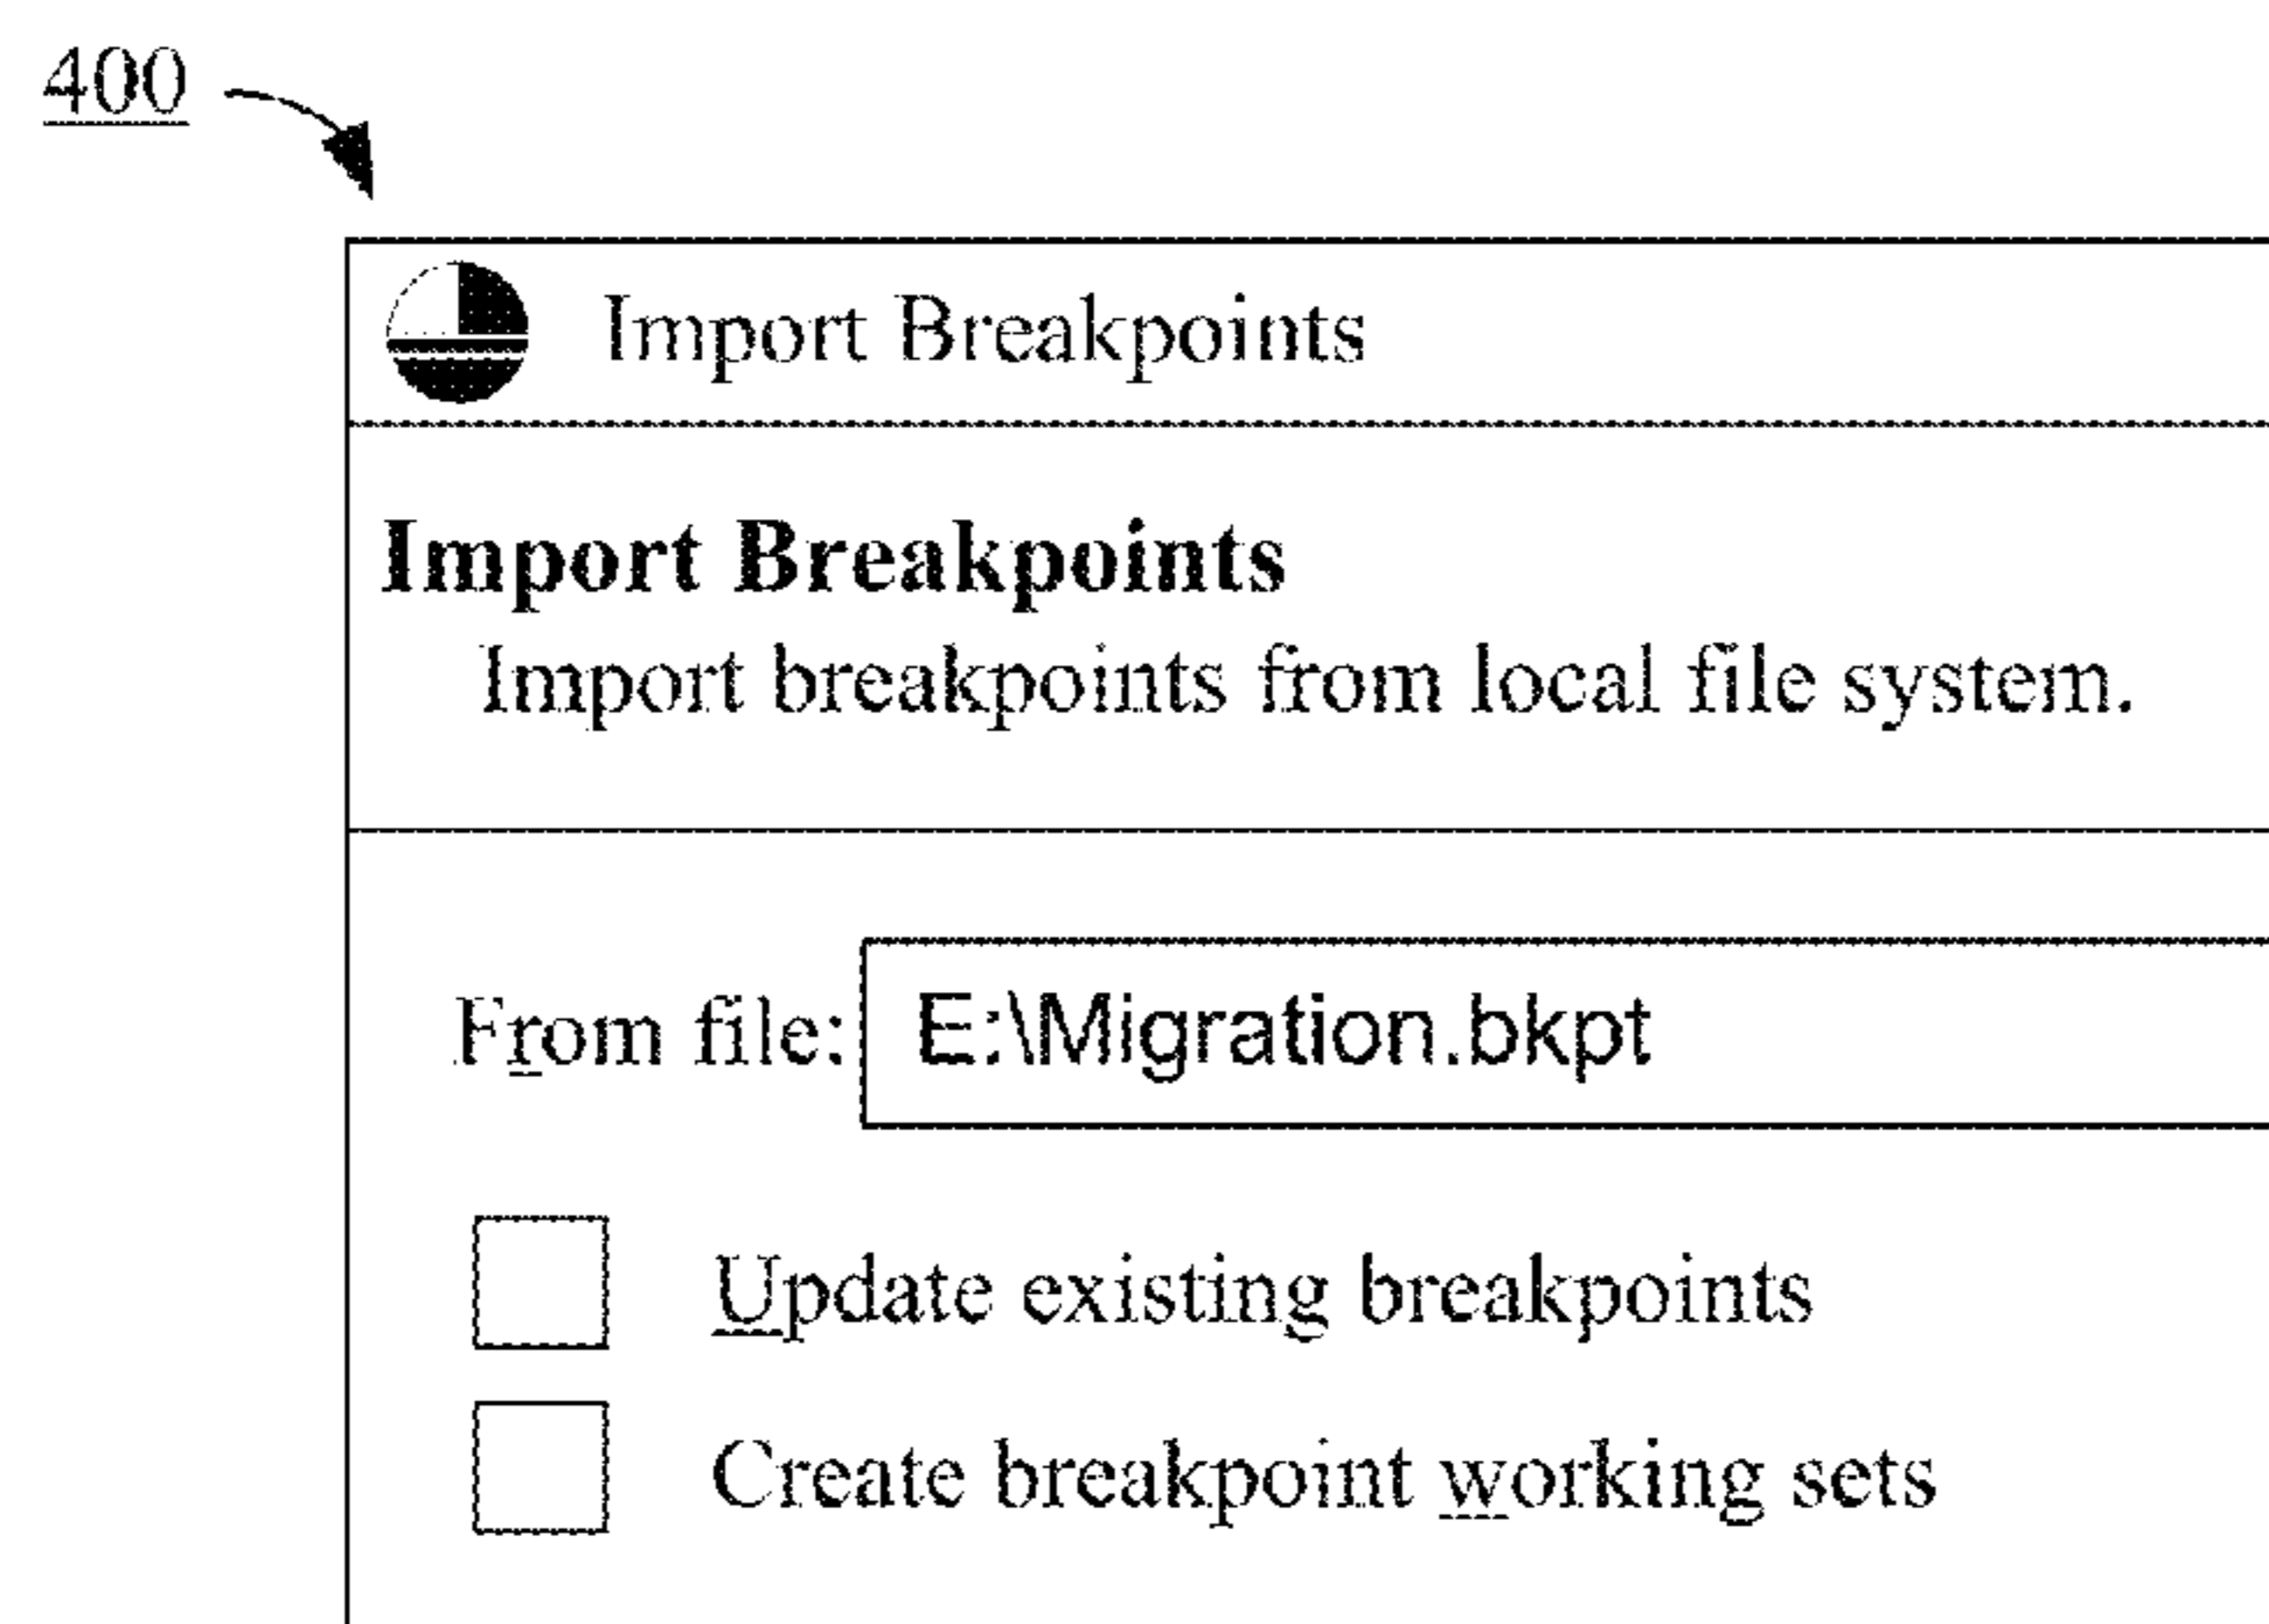 400
Import Breakpoints
Import Breakpoints
Import breakpoints from local file system.
From file: E:\Migration.bkpt
Update existing breakpoints
Create breakpoint working sets